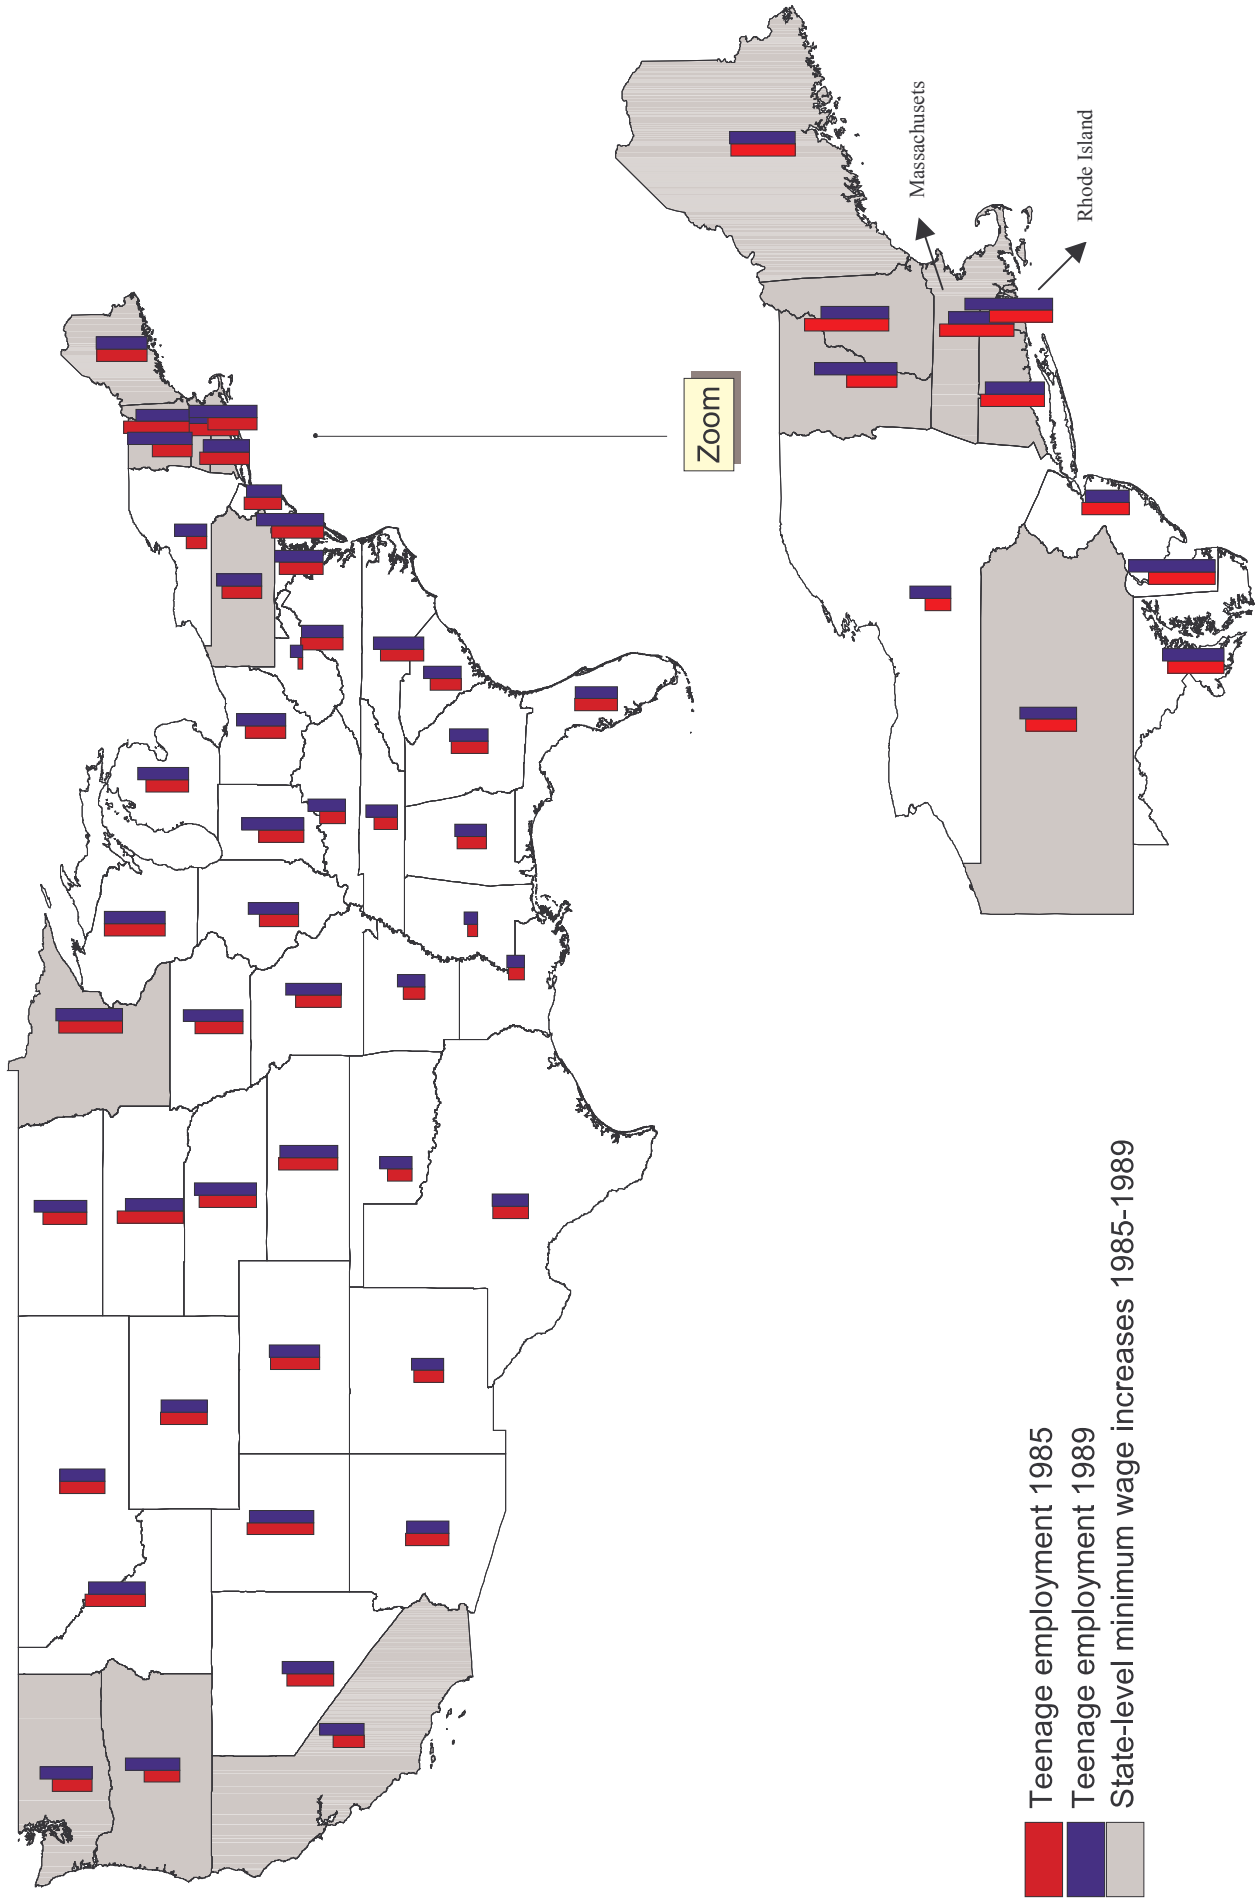 Massachusets
Rhode Island
Zoom
Teenage employment 1985
Teenage employment 1989
State-level minimum wage increases 1985-1989